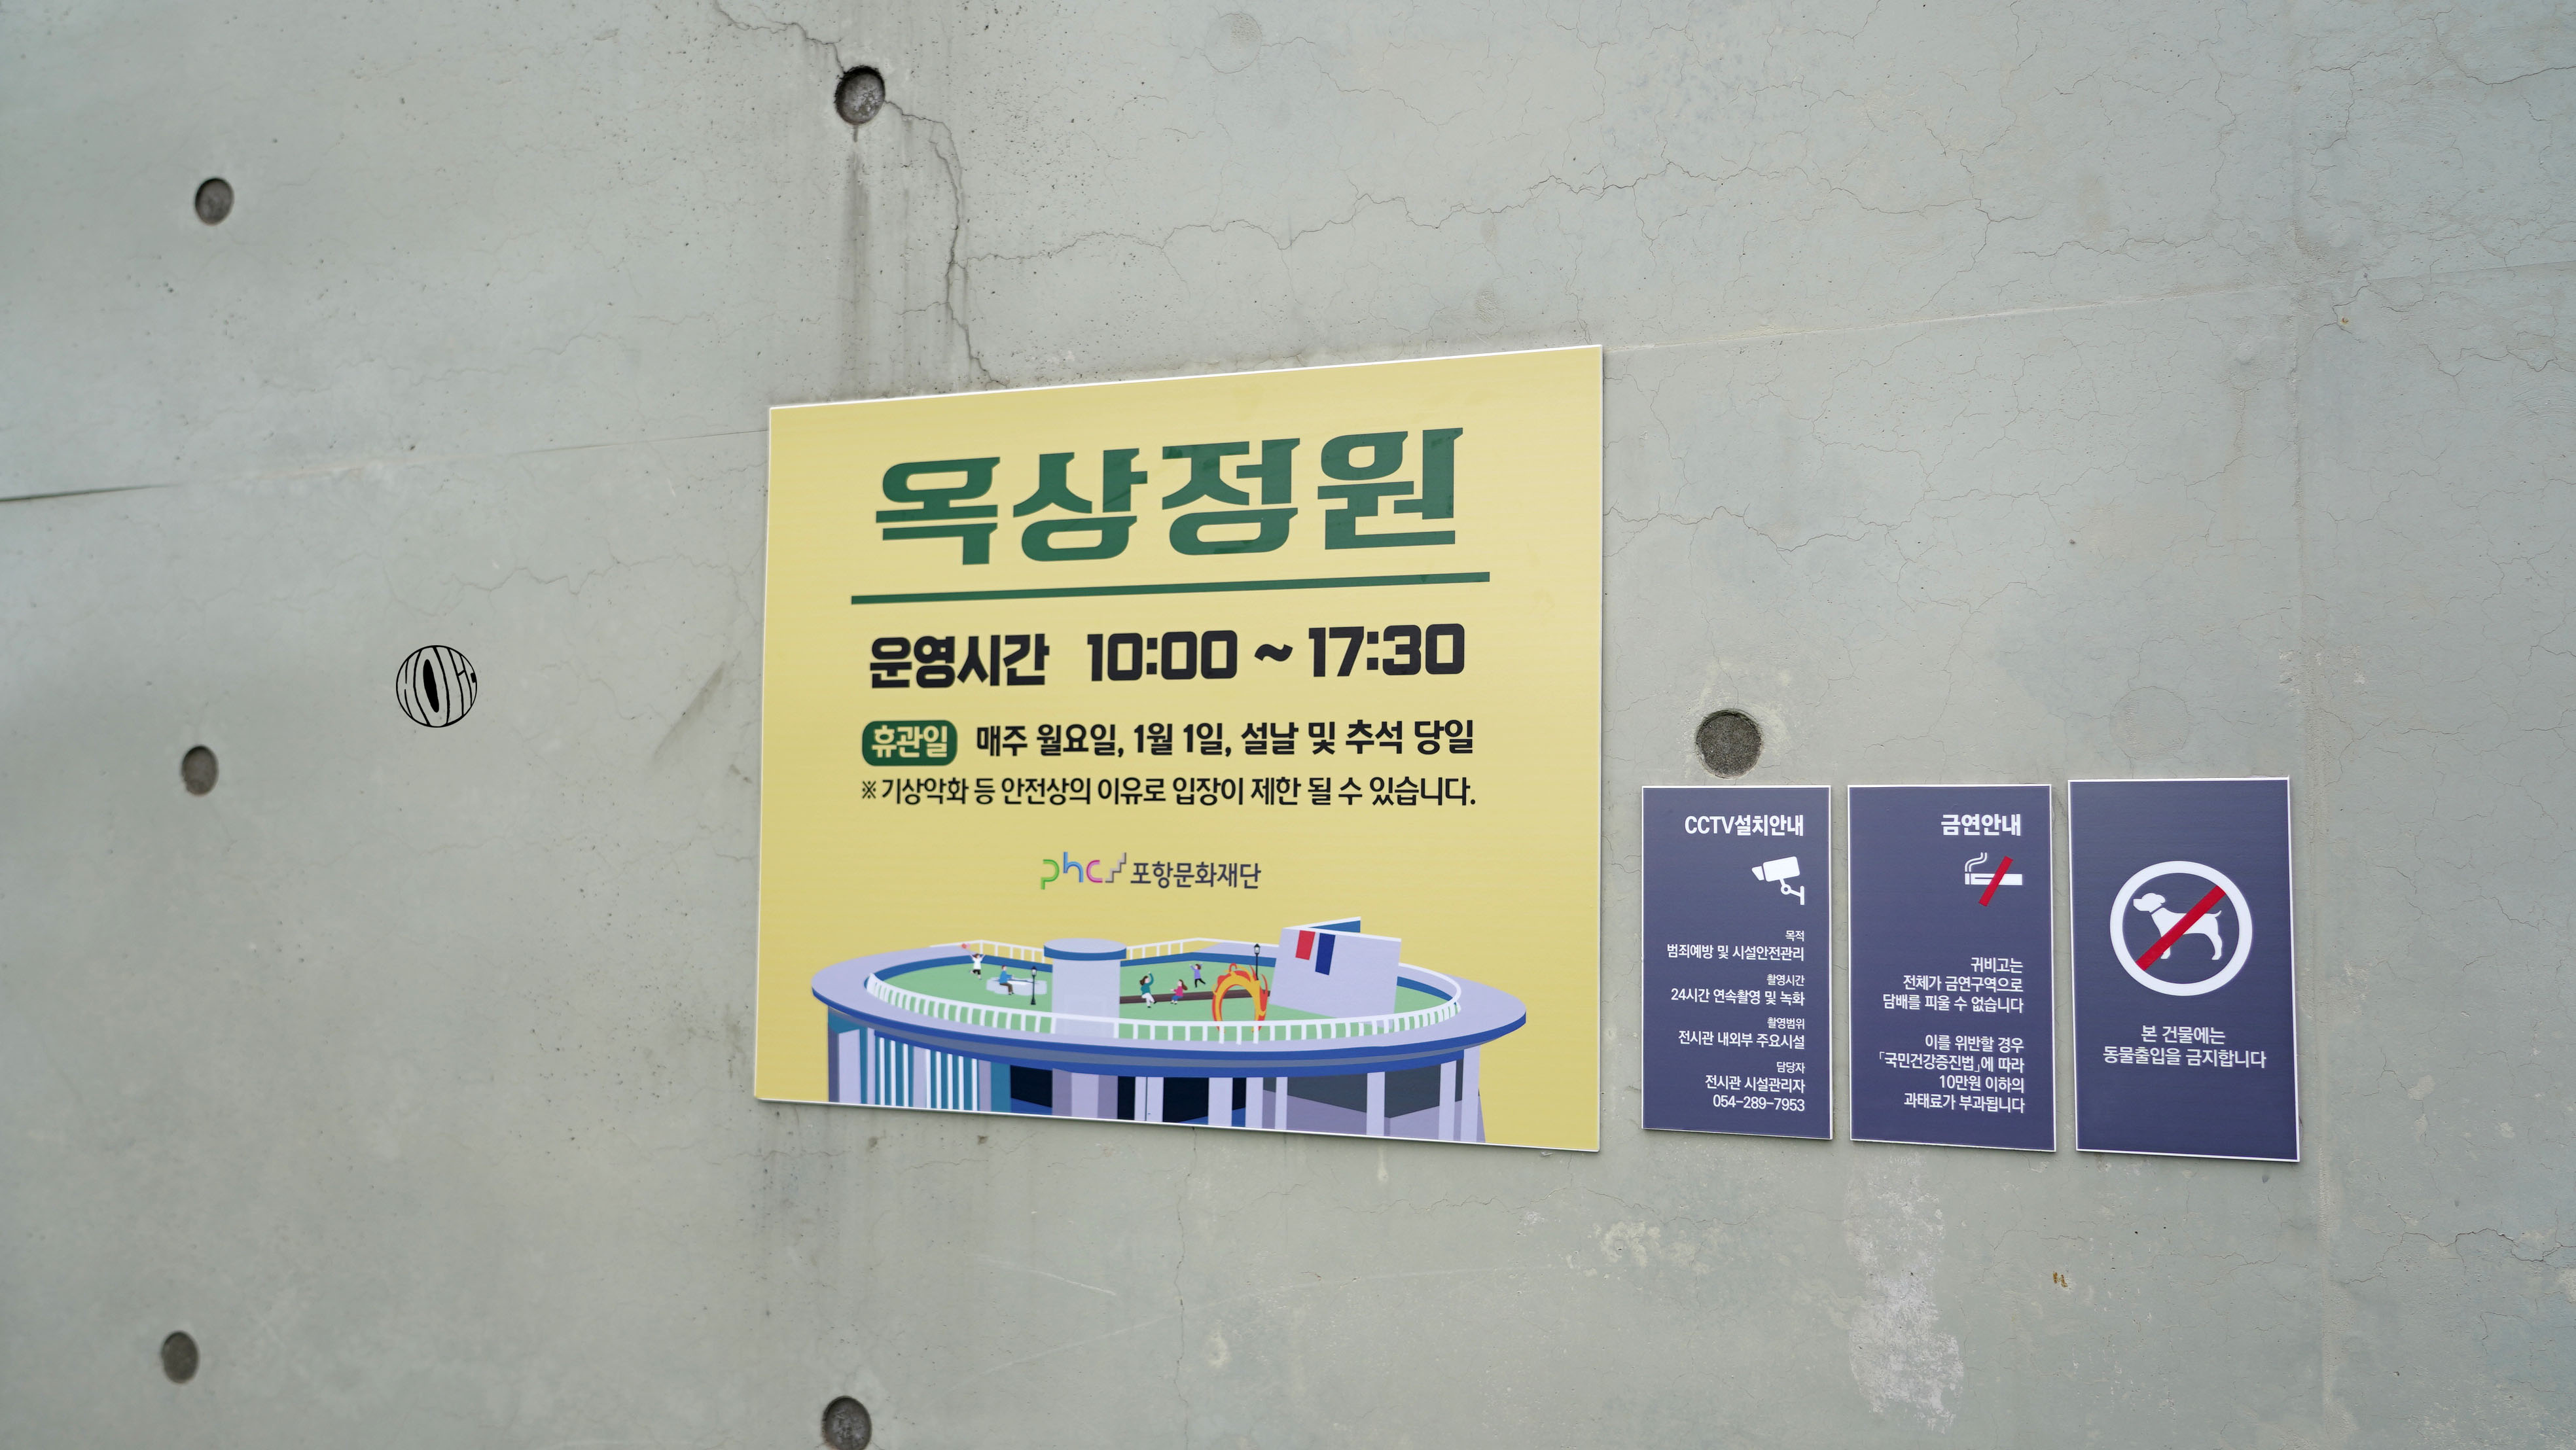 옥상정원
운영시간 10:00 ~ 17:30
휴관일 매주 월요일, 1월 1일, 설날 및 추석 당일
※ 기상악화 등 안전상의 이유로 입장이 제한 될 수 있습니다.
phcf 포항문화재단
CCTV설치안내
목적
범죄예방 및 시설안전관리
촬영시간
24시간 연속촬영 및 녹화
촬영범위
전시관 내외부 주요시설
담당자
전시관 시설관리자
054-289-7953
금연안내
귀비고는
전체가 금연구역으로
담배를 피울 수 없습니다
이를 위반할 경우
「국민건강증진법」에 따라
10만원 이하의
과태료가 부과됩니다
본 건물에는
동물출입을 금지합니다